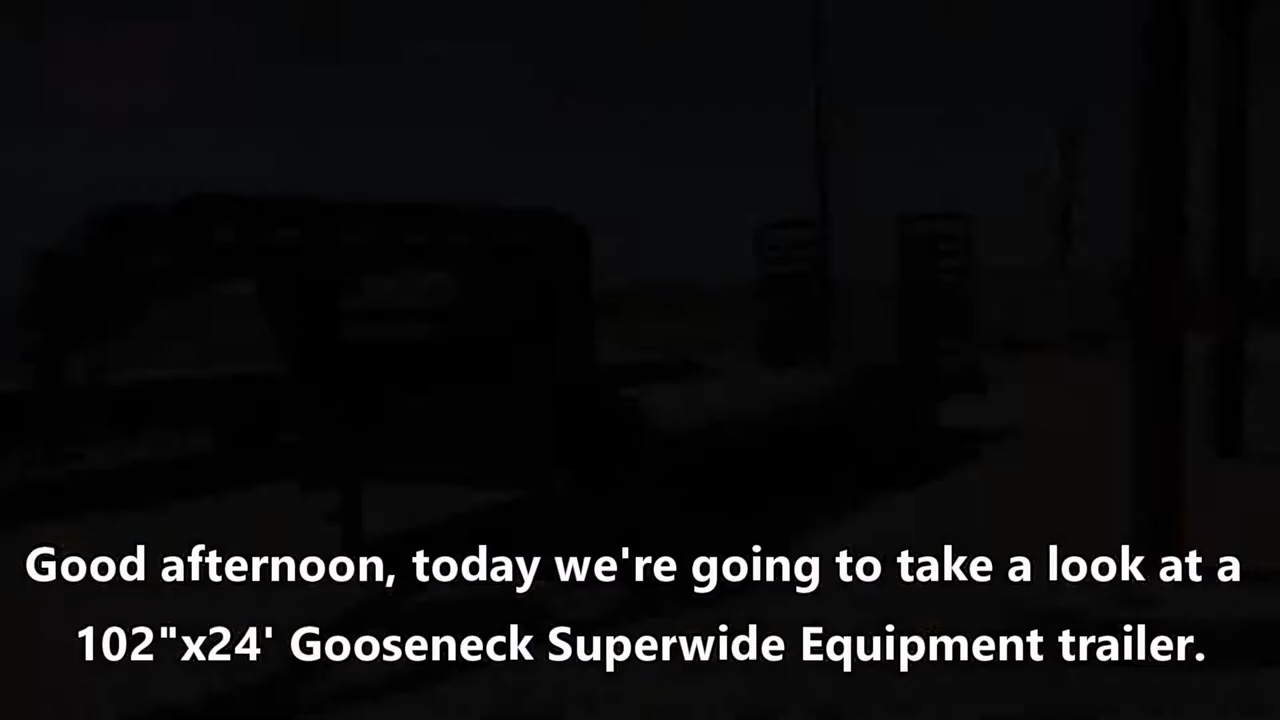 Good afternoon, today we're going to take a look at a
102"x24' Gooseneck Superwide Equipment trailer.